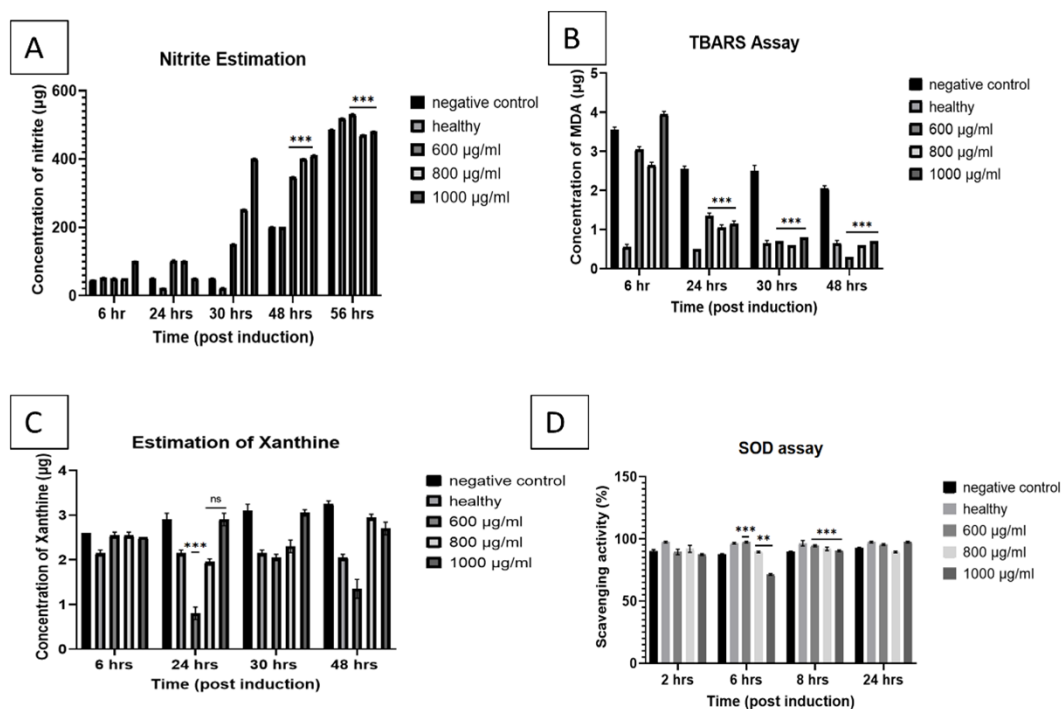 A
Nitrite Estimation
Concentration of nitrite (µg)
600
400
200
0
***
***
6 hr 24 hrs 30 hrs 48 hrs 56 hrs
Time (post induction)
negative control
healthy
600 µg/ml
800 µg/ml
1000 µg/ml
B
TBARS Assay
Concentration of MDA (µg)
5
4
3
2
1
0
***
***
***
6 hr 24 hrs 30 hrs 48 hrs
Time (post induction)
negative control
healthy
600 µg/ml
800 µg/ml
1000 µg/ml
C
Estimation of Xanthine
Concentration of Xanthine (µg)
4
3
2
1
0
ns
***
6 hrs 24 hrs 30 hrs 48 hrs
Time (post induction)
negative control
healthy
600 µg/ml
800 µg/ml
1000 µg/ml
D
SOD assay
Scavenging activity (%)
150
100
50
0
***
**
***
2 hrs 6 hrs 8 hrs 24 hrs
Time (post induction)
negative control
healthy
600 µg/ml
800 µg/ml
1000 µg/ml